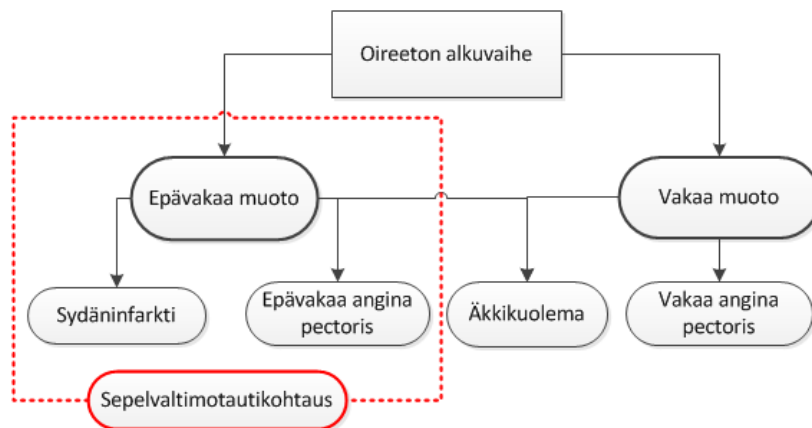 Oireeton alkuvaihe
Epävakaa muoto
Vakaa muoto
Sydäninfarkti
Epävakaa angina
pectoris
Äkkikuolema
Vakaa angina
pectoris
Sepelvaltimotautikohtaus